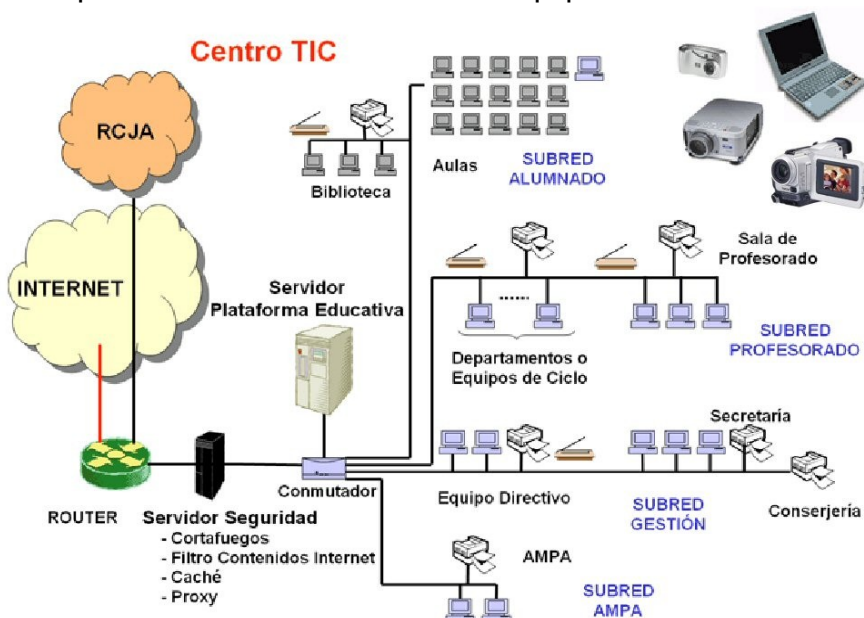 Centro TIC
RCJA
INTERNET
Biblioteca
Aulas
SUBRED
ALUMNADO
Servidor
Plataforma Educativa
Sala de
Profesorado
Departamentos o
Equipos de Ciclo
SUBRED
PROFESORADO
Secretaría
ROUTER
Servidor Seguridad
- Cortafuegos
- Filtro Contenidos Internet
- Caché
- Proxy
Conmutador
Equipo Directivo
SUBRED
GESTIÓN
Conserjería
AMPA
SUBRED
AMPA